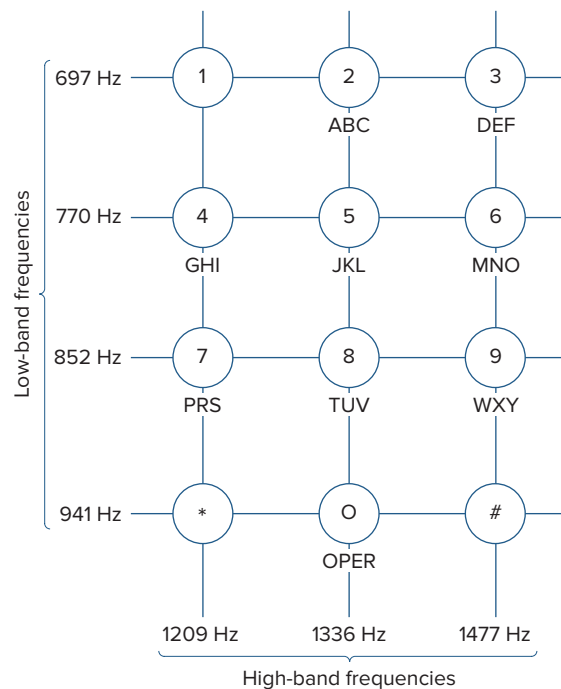 697 Hz 1 2 3
ABC DEF
770 Hz 4 5 6
GHI JKL MNO
852 Hz 7 8 9
PRS TUV WXY
941 Hz * O #
OPER
1209 Hz 1336 Hz 1477 Hz
High-band frequencies
Low-band frequencies